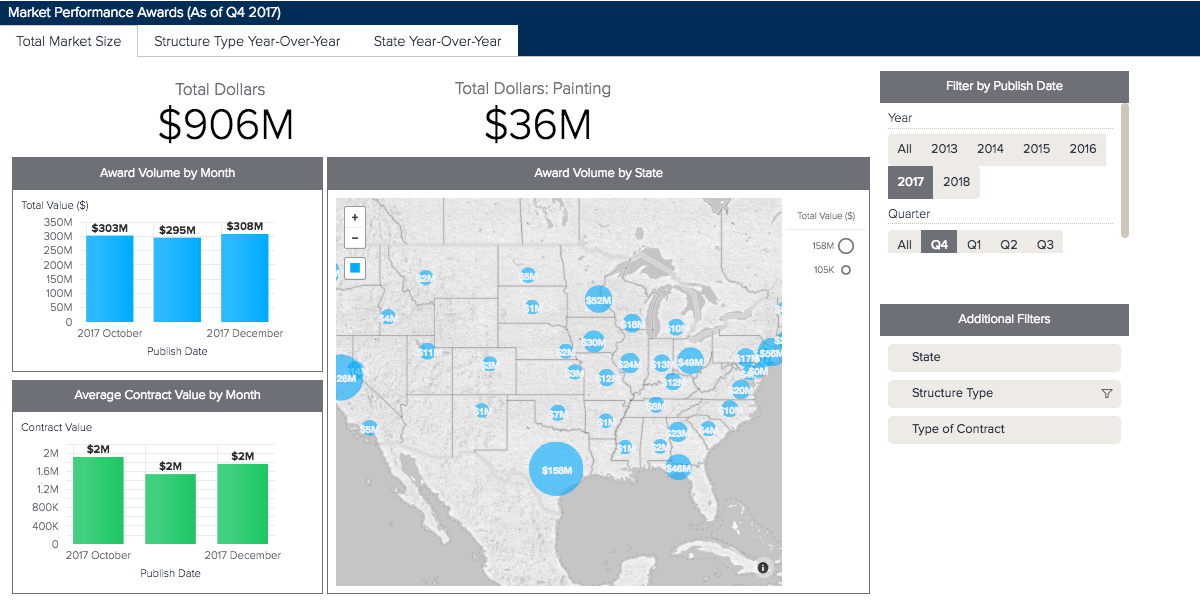 Market Performance Awards (As of Q4 2017)
Total Market Size
Structure Type Year-Over-Year
State Year-Over-Year
Total Dollars
$906M
Total Dollars: Painting
$36M
Award Volume by Month
Total Value ($)
350M
300M
250M
200M
150M
100M
50M
0
$303M
$295M
$308M
2017 October
2017 December
Publish Date
Average Contract Value by Month
Contract Value
2M
1.6M
1.2M
800K
400K
0
$2M
$2M
$2M
2017 October
2017 December
Publish Date
Award Volume by State
+
−
$2M
$5M
$1M
$52M
$4M
$18M
$10M
$11M
$30M
$2M
$3M
$24M
$13M
$49M
$17M
$56M
$3M
$12M
$12M
$20M
$1M
$7M
$1M
$8M
$10M
$5M
$23M
$4M
$1M
$2M
$158M
$46M
Total Value ($)
158M
105K
Filter by Publish Date
Year
All 2013 2014 2015 2016
2017 2018
Quarter
All Q4 Q1 Q2 Q3
Additional Filters
State
Structure Type
Type of Contract